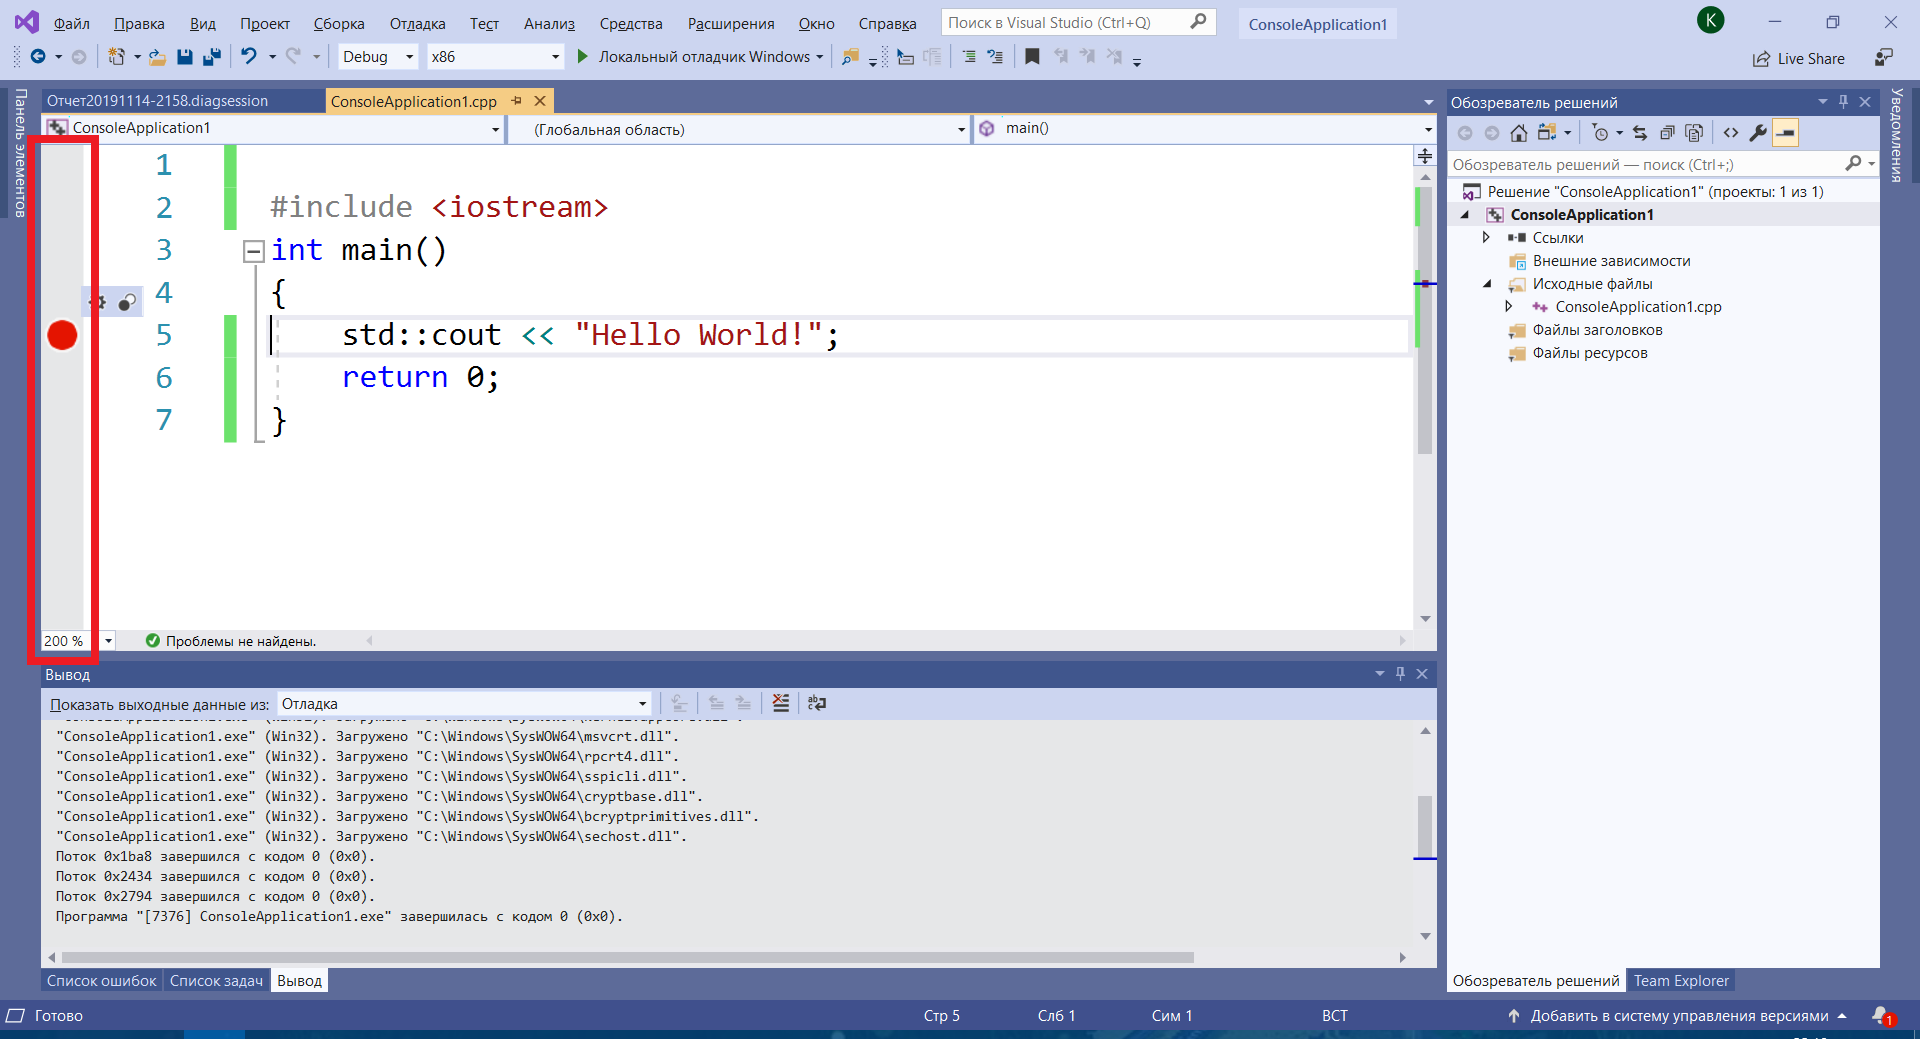 Файл Правка Вид Проект Сборка Отладка Тест Анализ Средства Расширения Окно Справка Поиск в Visual Studio (Ctrl+Q) ConsoleApplication1 K
Debug x86 Локальный отладчик Windows Live Share
Панель элементов
Отчет20191114-2158.diagsession ConsoleApplication1.cpp
ConsoleApplication1 (Глобальная область) main()
1
2 #include <iostream>
3 int main()
4 {
5 std::cout << "Hello World!";
6 return 0;
7 }
200 % Проблемы не найдены.
Вывод
Показать выходные данные из: Отладка
"ConsoleApplication1.exe" (Win32). Загружено "C:\Windows\SysWOW64\msvcrt.dll".
"ConsoleApplication1.exe" (Win32). Загружено "C:\Windows\SysWOW64\rpcrt4.dll".
"ConsoleApplication1.exe" (Win32). Загружено "C:\Windows\SysWOW64\sspicli.dll".
"ConsoleApplication1.exe" (Win32). Загружено "C:\Windows\SysWOW64\cryptbase.dll".
"ConsoleApplication1.exe" (Win32). Загружено "C:\Windows\SysWOW64\bcryptprimitives.dll".
"ConsoleApplication1.exe" (Win32). Загружено "C:\Windows\SysWOW64\sechost.dll".
Поток 0x1ba8 завершился с кодом 0 (0x0).
Поток 0x2434 завершился с кодом 0 (0x0).
Поток 0x2794 завершился с кодом 0 (0x0).
Программа "[7376] ConsoleApplication1.exe" завершилась с кодом 0 (0x0).
Список ошибок Список задач Вывод
Обозреватель решений
Обозреватель решений — поиск (Ctrl+;)
Решение "ConsoleApplication1" (проекты: 1 из 1)
ConsoleApplication1
Ссылки
Внешние зависимости
Исходные файлы
ConsoleApplication1.cpp
Файлы заголовков
Файлы ресурсов
Обозреватель решений Team Explorer
Уведомления
Готово Стр 5 Слб 1 Сим 1 ВСТ Добавить в систему управления версиями 1